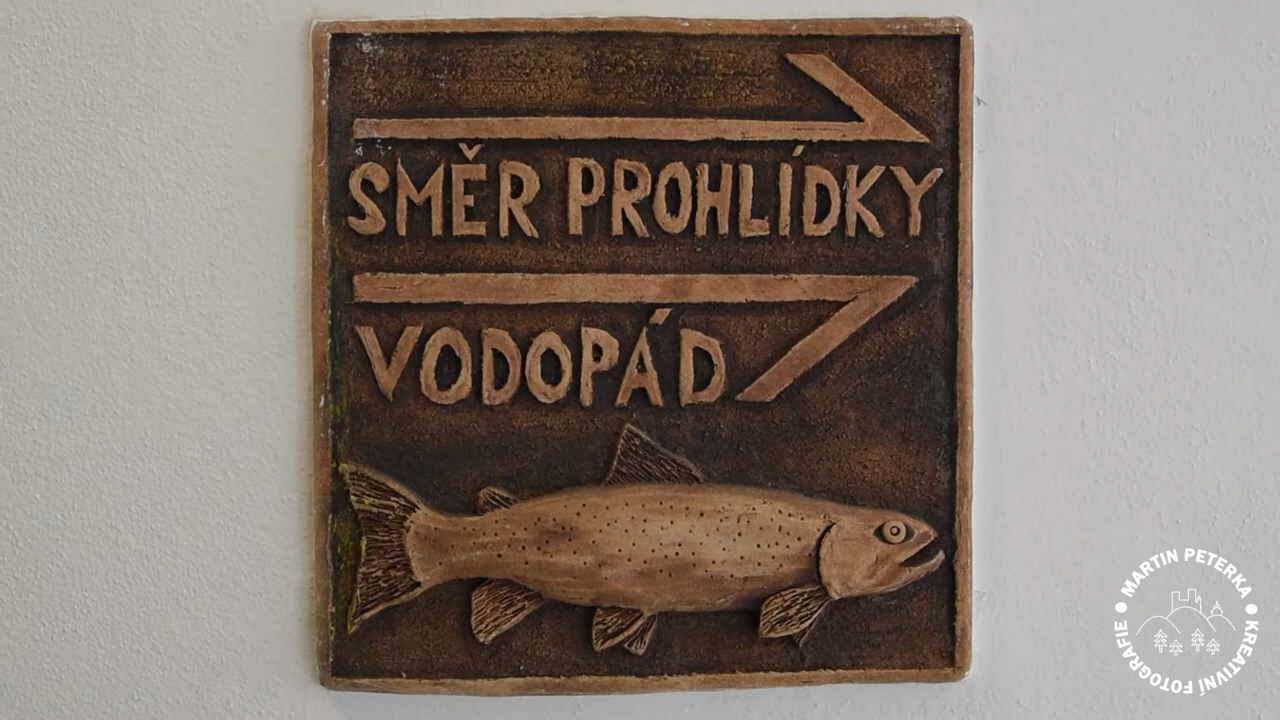 SMĚR PROHLÍDKY
VODOPÁD
MARTIN PETERKA
KREATIVNÍ FOTOGRAFIE